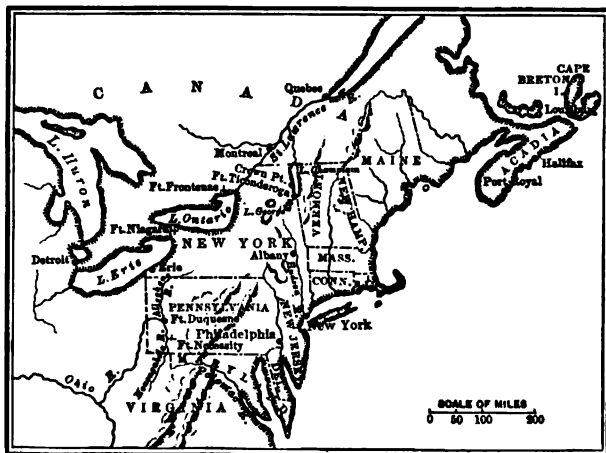 CANADA
Quebec
CAPE
BRETON
I.
Louisburg
ACADIA
Halifax
Port Royal
MAINE
St Lawrence R.
Montreal
Crown Pt.
Ft. Ticonderoga
Ft. Frontenac
L. Huron
L. Ontario
L. George
VERMONT
NEW HAMP.
Ft. Niagara
NEW YORK
Albany
MASS.
CONN.
Detroit
L. Erie
Erie
PENNSYLVANIA
Ft. Duquesne
Philadelphia
Ft. Necessity
NEW JERSEY
New York
Ohio R.
VIRGINIA
SCALE OF MILES
0 50 100 200